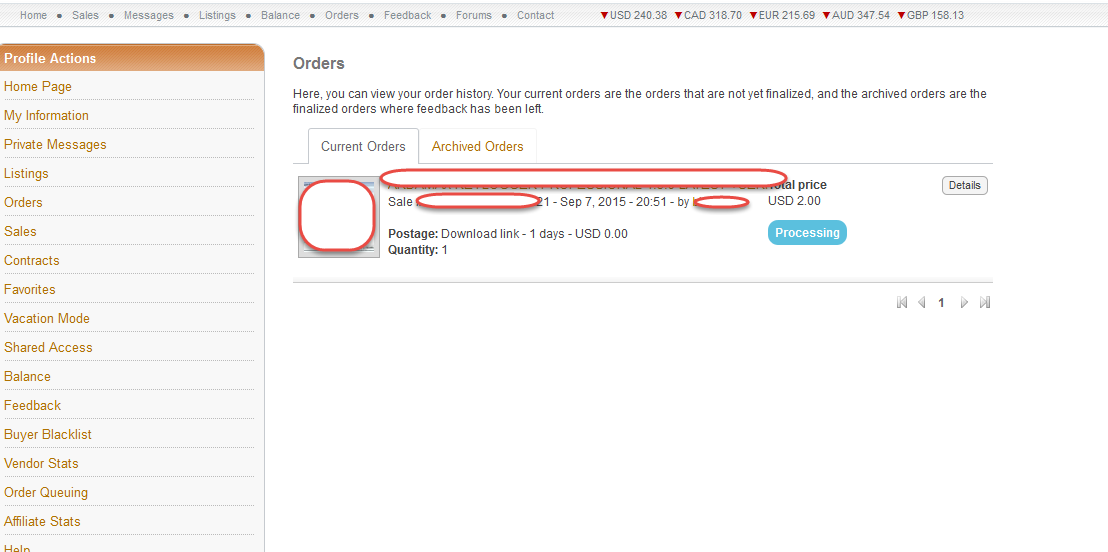 Home • Sales • Messages • Listings • Balance • Orders • Feedback • Forums • Contact ▼USD 240.38 ▼CAD 318.70 ▼EUR 215.69 ▼AUD 347.54 ▼GBP 158.13
Profile Actions
Home Page
My Information
Private Messages
Listings
Orders
Sales
Contracts
Favorites
Vacation Mode
Shared Access
Balance
Feedback
Buyer Blacklist
Vendor Stats
Order Queuing
Affiliate Stats
Help
Orders
Here, you can view your order history. Your current orders are the orders that are not yet finalized, and the archived orders are the
finalized orders where feedback has been left.
Current Orders Archived Orders
Total price Details
Sale 21 - Sep 7, 2015 - 20:51 - by USD 2.00
Postage: Download link - 1 days - USD 0.00 Processing
Quantity: 1
1